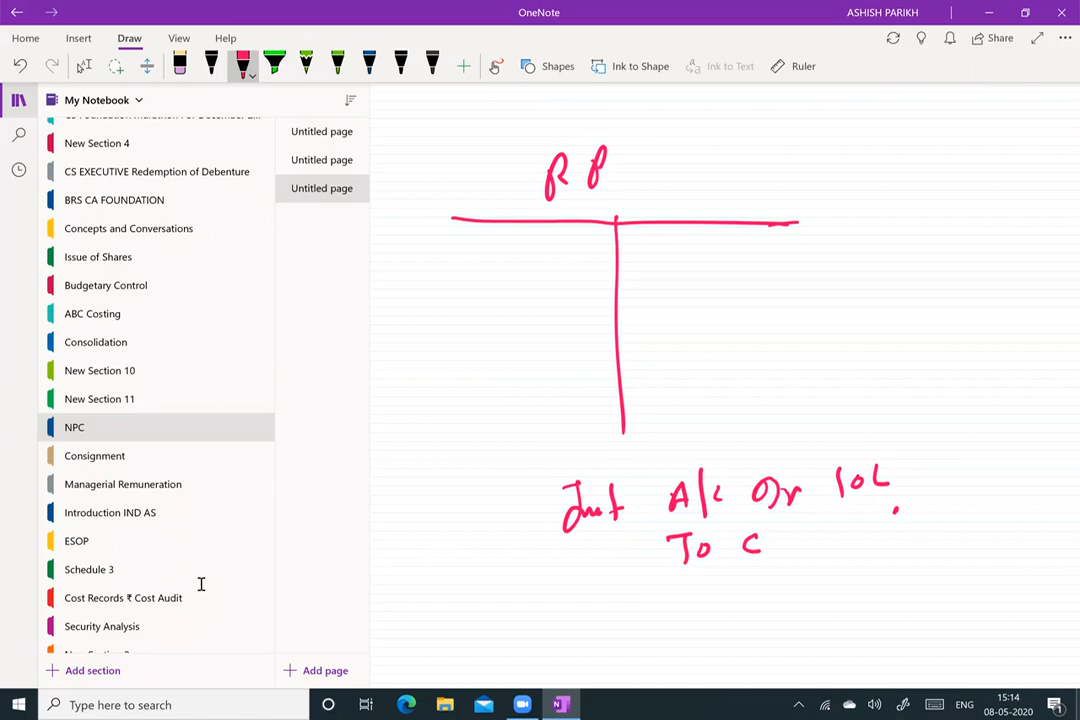 OneNote
ASHISH PARIKH
Home Insert Draw View Help
Share
Shapes Ink to Shape Ink to Text Ruler
My Notebook
New Section 4
CS EXECUTIVE Redemption of Debenture
BRS CA FOUNDATION
Concepts and Conversations
Issue of Shares
Budgetary Control
ABC Costing
Consolidation
New Section 10
New Section 11
NPC
Consignment
Managerial Remuneration
Introduction IND AS
ESOP
Schedule 3
Cost Records ₹ Cost Audit
Security Analysis
Add section
Untitled page
Untitled page
Untitled page
Add page
R P
A/c Dr 10L
To C
Type here to search
ENG
15:14
08-05-2020
1